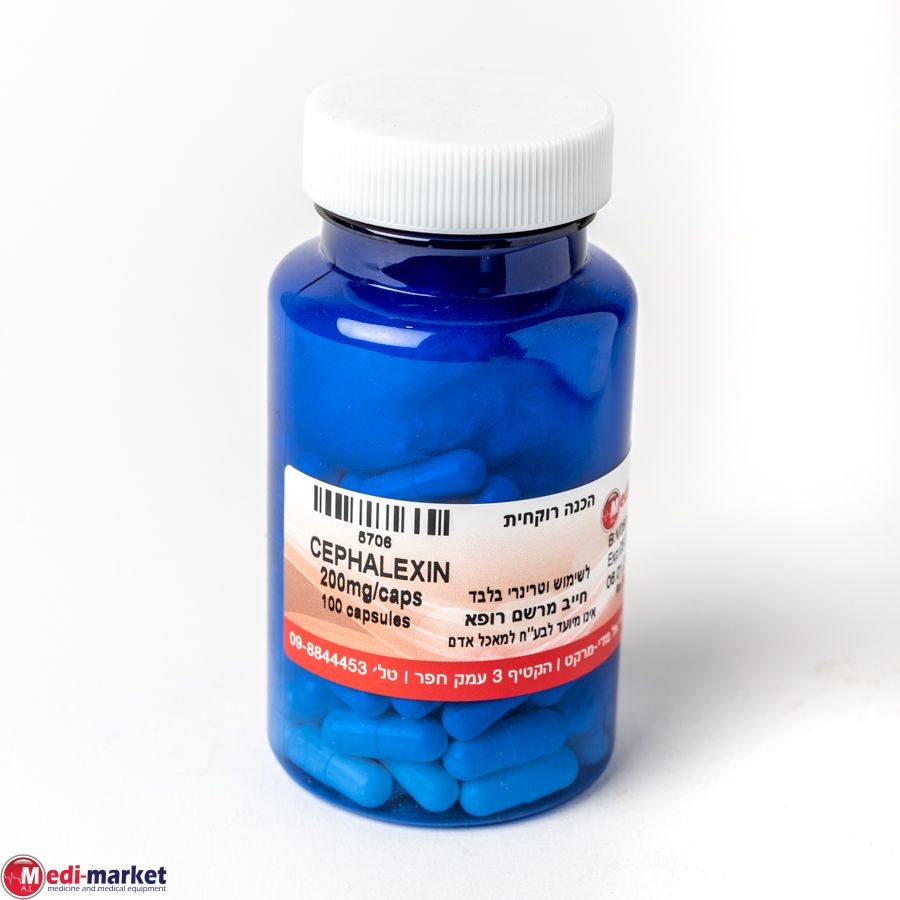 הכנה רוקחית
5706
CEPHALEXIN
200mg/caps
100 capsules
לשימוש וטרינרי בלבד
חייב מרשם רופא
אינו מיועד לבע''ח למאכל אדם
מדי-מרקט | הקטיף 3 עמק חפר | טל' 09-8844453
Medi-market
A.L
medicine and medical equipment